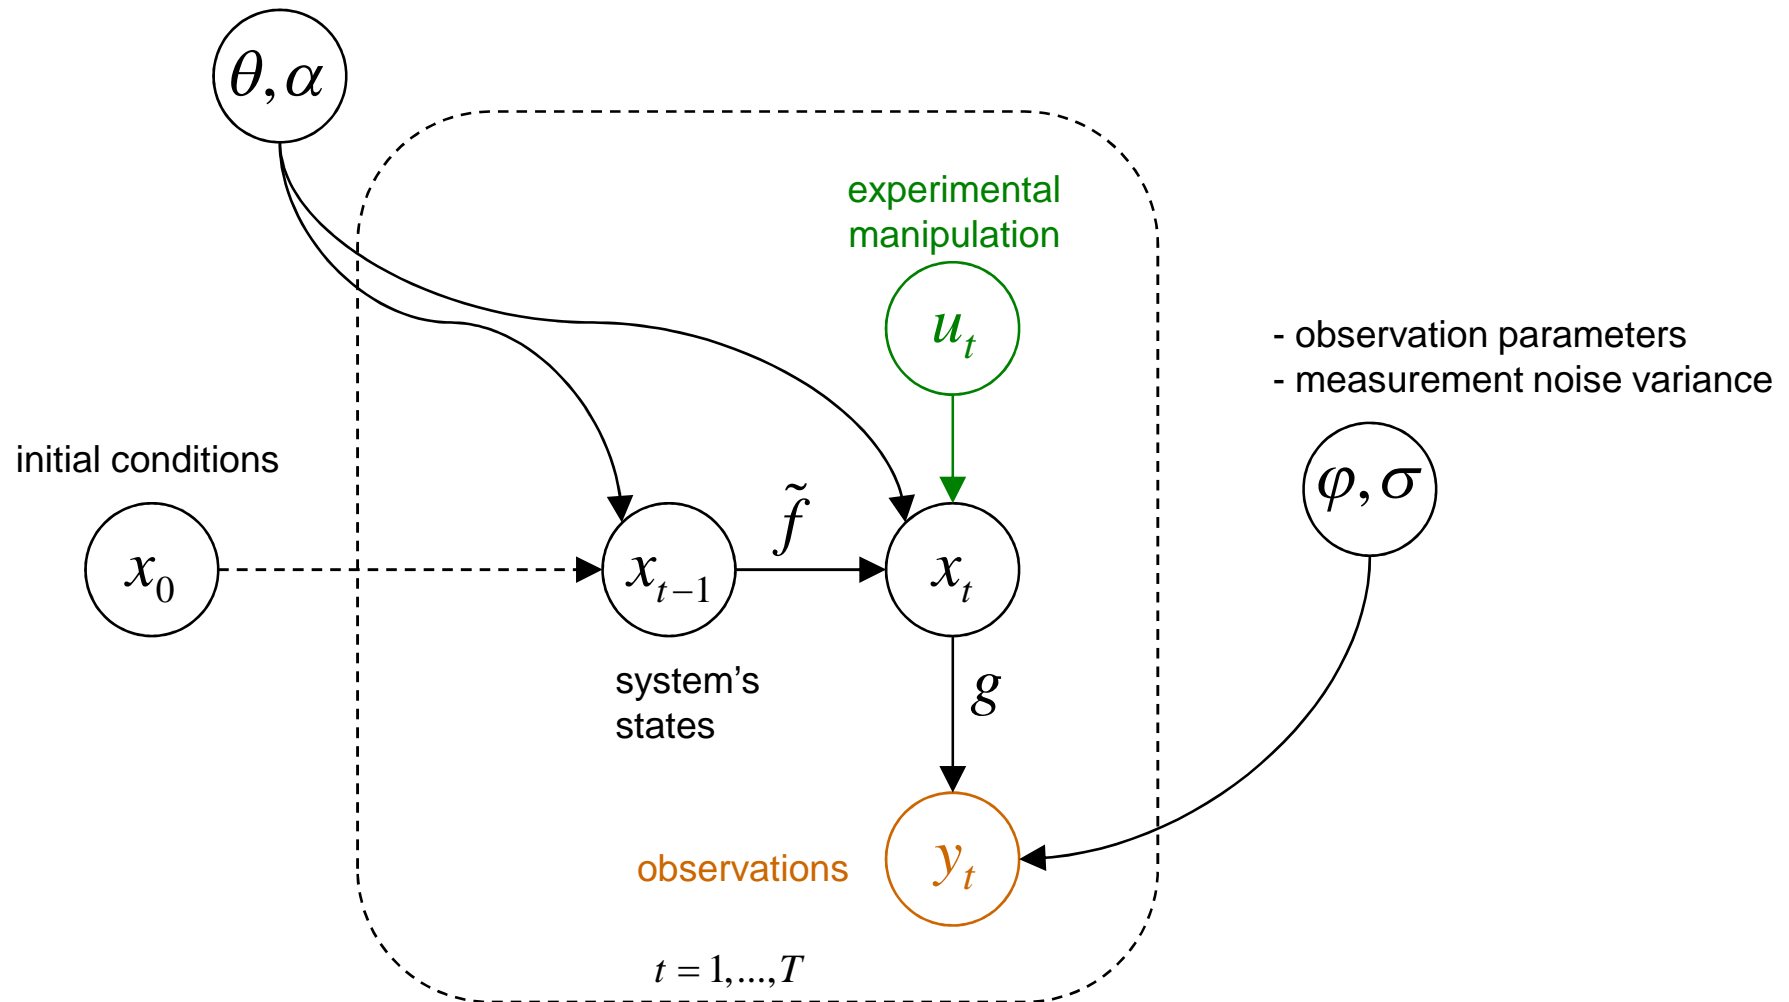 θ, α
experimental
manipulation
u_t
- observation parameters
- measurement noise variance
φ, σ
initial conditions
x_0
x_{t−1}
f̃
x_t
system’s
states
g
observations
y_t
t = 1,...,T